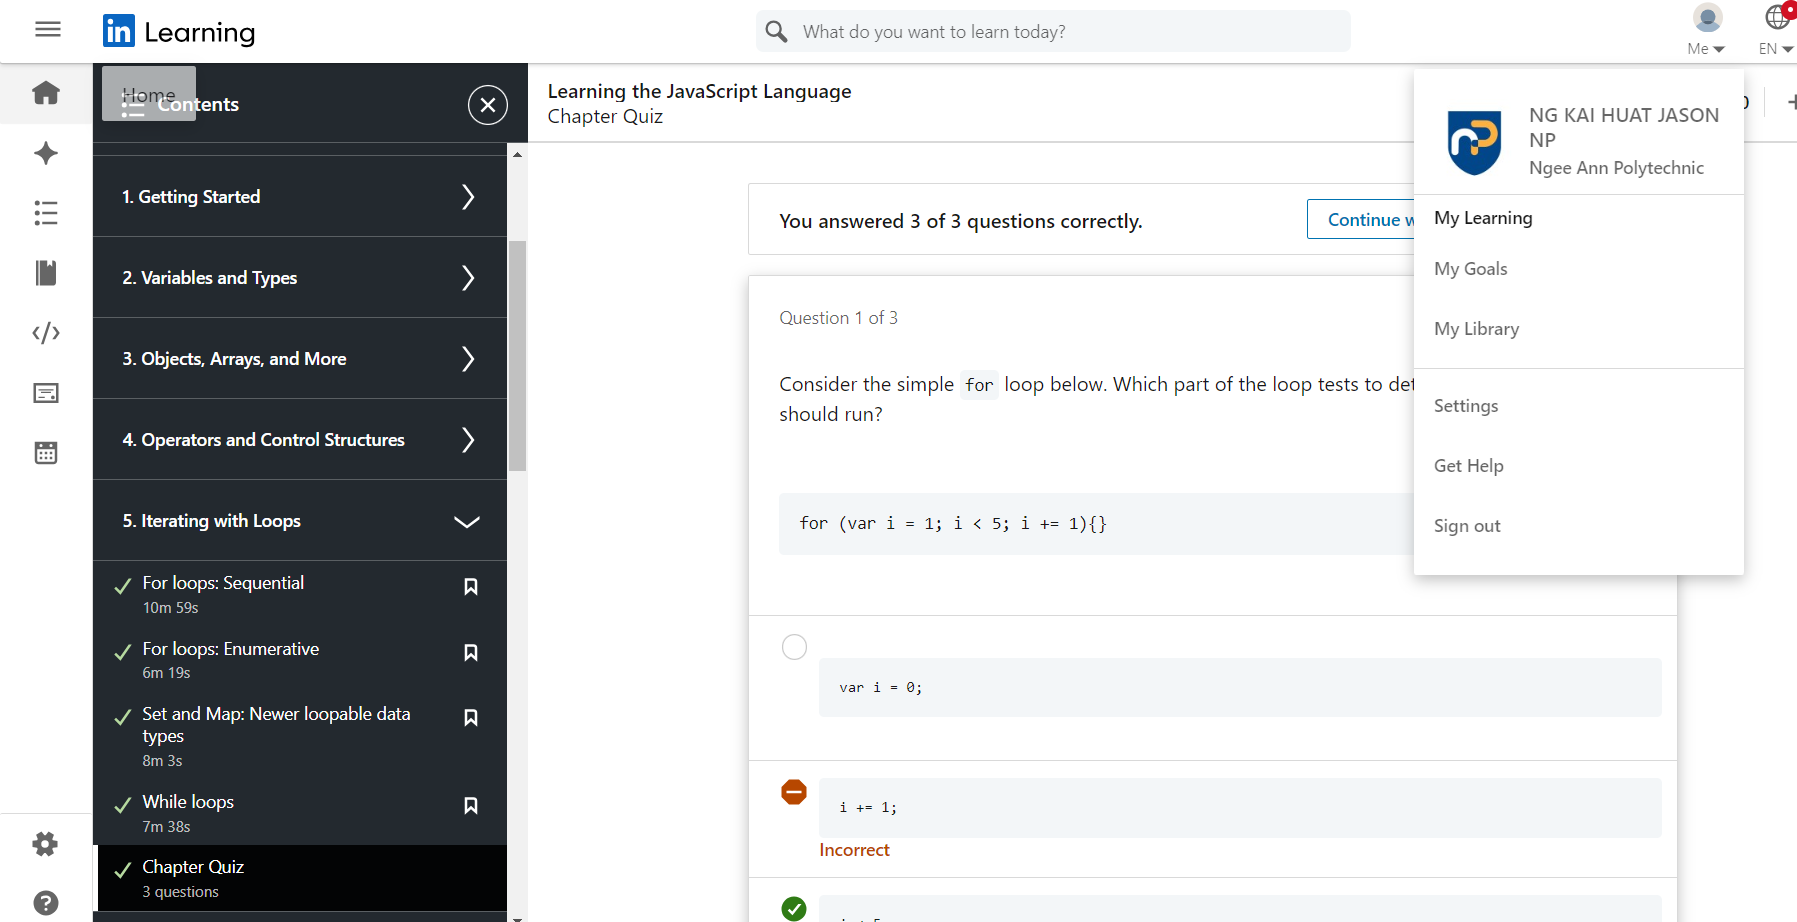 in Learning
What do you want to learn today?
Me
EN
Home
Contents
1. Getting Started
2. Variables and Types
3. Objects, Arrays, and More
4. Operators and Control Structures
5. Iterating with Loops
For loops: Sequential
10m 59s
For loops: Enumerative
6m 19s
Set and Map: Newer loopable data
types
8m 3s
While loops
7m 38s
Chapter Quiz
3 questions
Learning the JavaScript Language
Chapter Quiz
You answered 3 of 3 questions correctly.
Continue
Question 1 of 3
Consider the simple for loop below. Which part of the loop tests to
should run?
for (var i = 1; i < 5; i += 1){}
var i = 0;
i += 1;
Incorrect
NG KAI HUAT JASON
NP
Ngee Ann Polytechnic
My Learning
My Goals
My Library
Settings
Get Help
Sign out